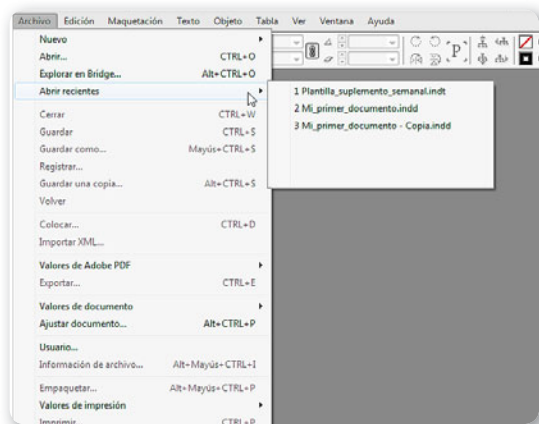 Archivo Edición Maquetación Texto Objeto Tabla Ver Ventana Ayuda
Nuevo
Abrir... CTRL+O
Explorar en Bridge... Alt+CTRL+O
Abrir recientes
1 Plantilla_suplemento_semanal.indt
2 Mi_primer_documento.indd
3 Mi_primer_documento - Copia.indd
Cerrar CTRL+W
Guardar CTRL+S
Guardar como... Mayús+CTRL+S
Registrar...
Guardar una copia... Alt+CTRL+S
Volver
Colocar... CTRL+D
Importar XML...
Valores de Adobe PDF
Exportar... CTRL+E
Valores de documento
Ajustar documento... Alt+CTRL+P
Usuario...
Información de archivo... Alt+Mayús+CTRL+I
Empaquetar... Alt+Mayús+CTRL+P
Valores de impresión
Imprimir... CTRL+P